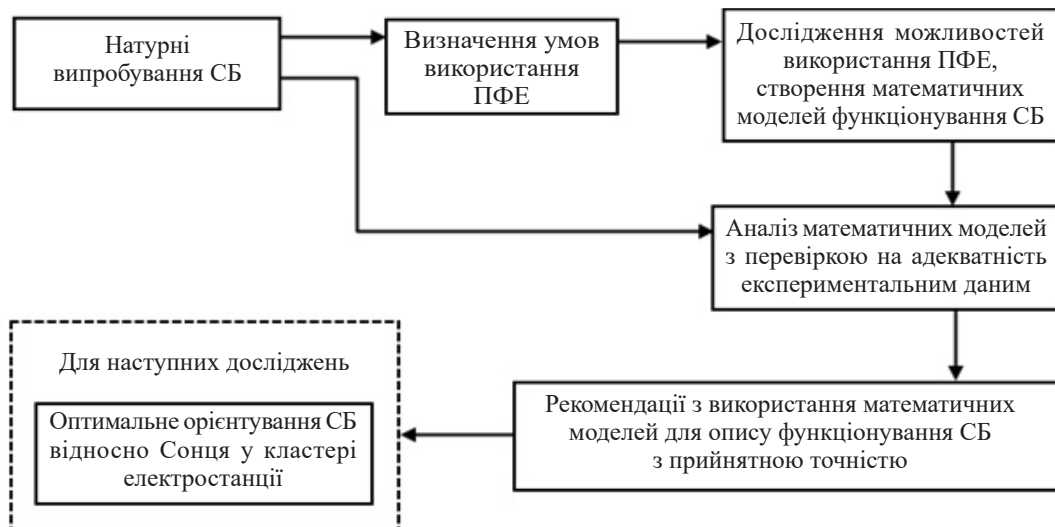 Натурні
випробування СБ
Визначення умов
використання
ПФЕ
Дослідження можливостей
використання ПФЕ,
створення математичних
моделей функціонування СБ
Аналіз математичних моделей
з перевіркою на адекватність
експериментальним даним
Рекомендації з використання математичних
моделей для опису функціонування СБ
з прийнятною точністю
Для наступних досліджень
Оптимальне орієнтування СБ
відносно Сонця у кластері
електростанції